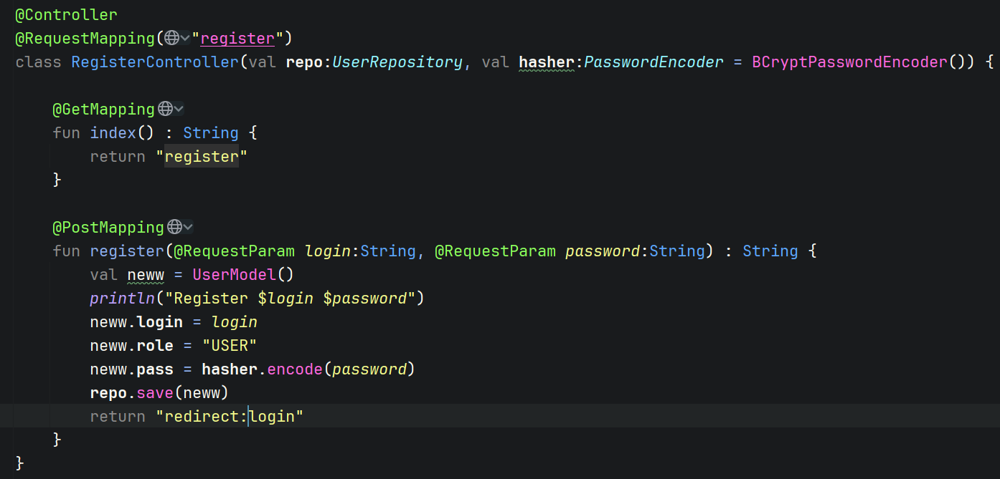 @Controller
@RequestMapping("register")
class RegisterController(val repo:UserRepository, val hasher:PasswordEncoder = BCryptPasswordEncoder()) {
@GetMapping
fun index() : String {
return "register"
}
@PostMapping
fun register(@RequestParam login:String, @RequestParam password:String) : String {
val neww = UserModel()
println("Register $login $password")
neww.login = login
neww.role = "USER"
neww.pass = hasher.encode(password)
repo.save(neww)
return "redirect:login"
}
}